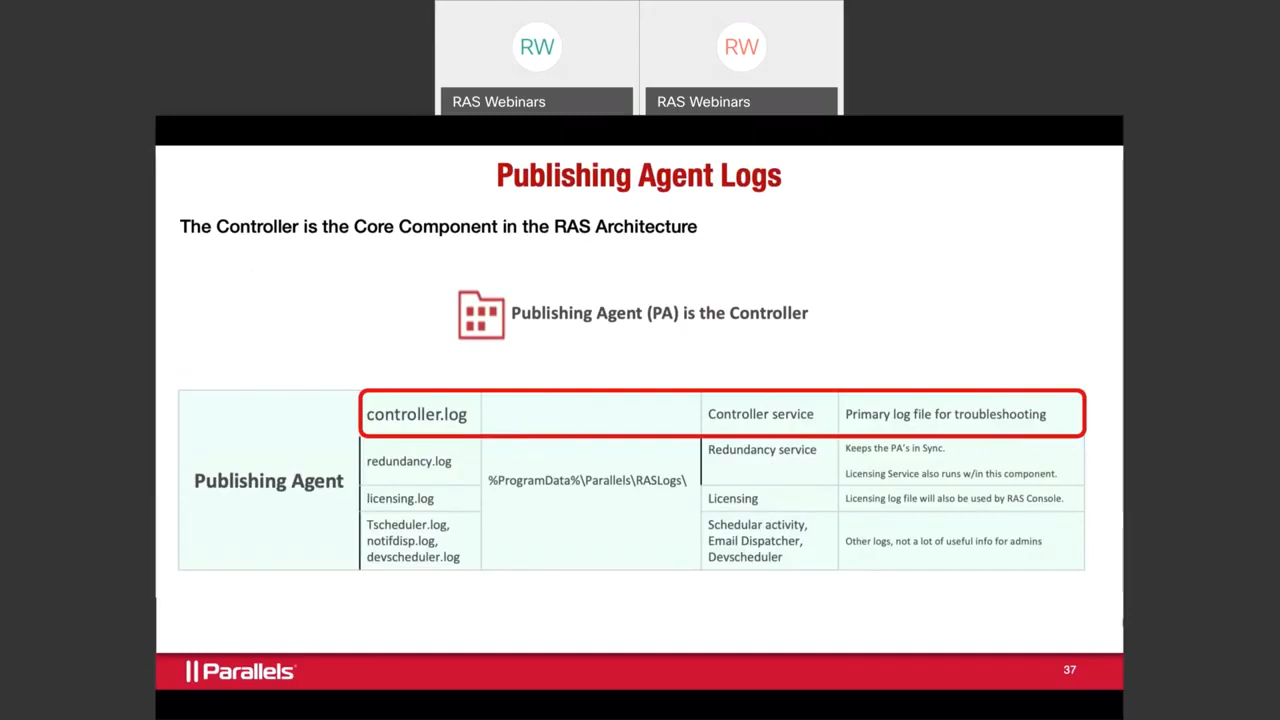 RW
RW
RAS Webinars
RAS Webinars
Publishing Agent Logs
The Controller is the Core Component in the RAS Architecture
Publishing Agent (PA) is the Controller
Publishing Agent
controller.log
Controller service
Primary log file for troubleshooting
redundancy.log
%ProgramData%\Parallels\RASLogs\
Redundancy service
Keeps the PA's in Sync.
Licensing Service also runs w/in this component.
licensing.log
Licensing
Licensing log file will also be used by RAS Console.
Tscheduler.log,
notifdisp.log,
devscheduler.log
Schedular activity,
Email Dispatcher,
Devscheduler
Other logs, not a lot of useful info for admins
Parallels
37